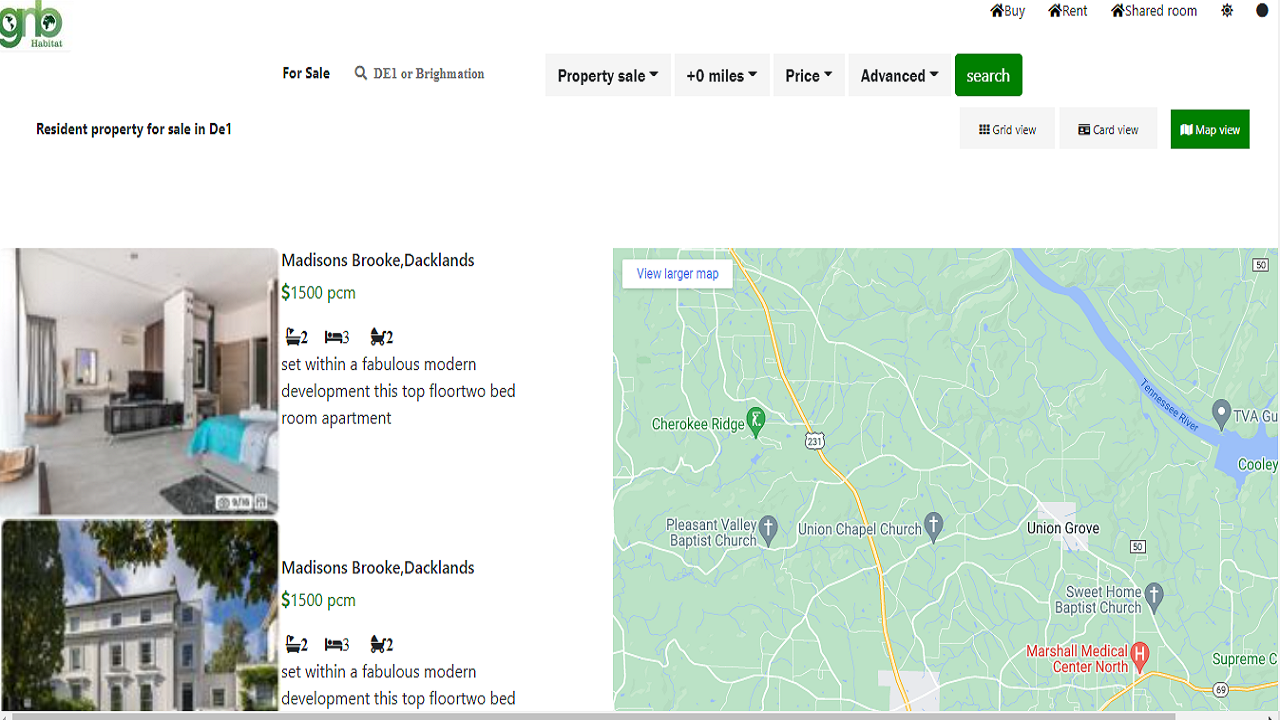 gnb
Habitat
Buy
Rent
Shared room
For Sale
DE1 or Brighmation
Property sale
+0 miles
Price
Advanced
search
Resident property for sale in De1
Grid view
Card view
Map view
Madisons Brooke,Dacklands
$1500 pcm
2 3 2
set within a fabulous modern
development this top floortwo bed
room apartment
Madisons Brooke,Dacklands
$1500 pcm
2 3 2
set within a fabulous modern
development this top floortwo bed
View larger map
50
Tennessee River
TVA Gu
Cherokee Ridge
231
Cooley
Pleasant Valley
Baptist Church
Union Chapel Church
Union Grove
50
Sweet Home
Baptist Church
Marshall Medical
Center North
Supreme C
69